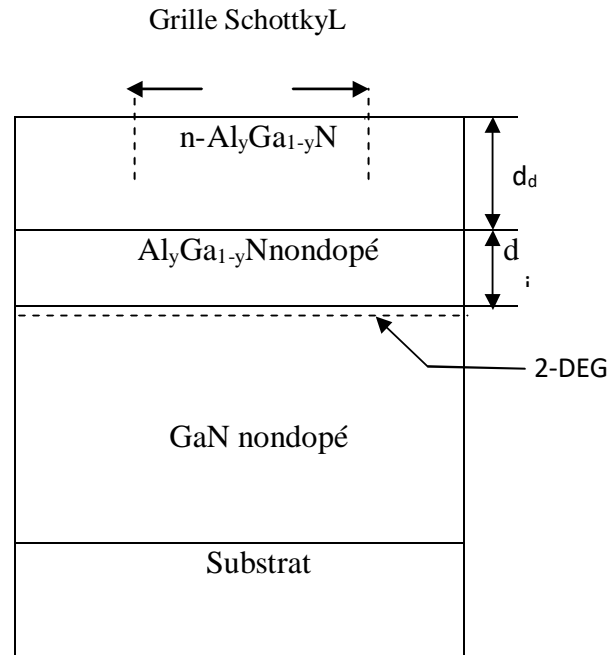 Grille SchottkyL
n-AlyGa1-yN
dd
AlyGa1-yNnondopé
d
i
2-DEG
GaN nondopé
Substrat